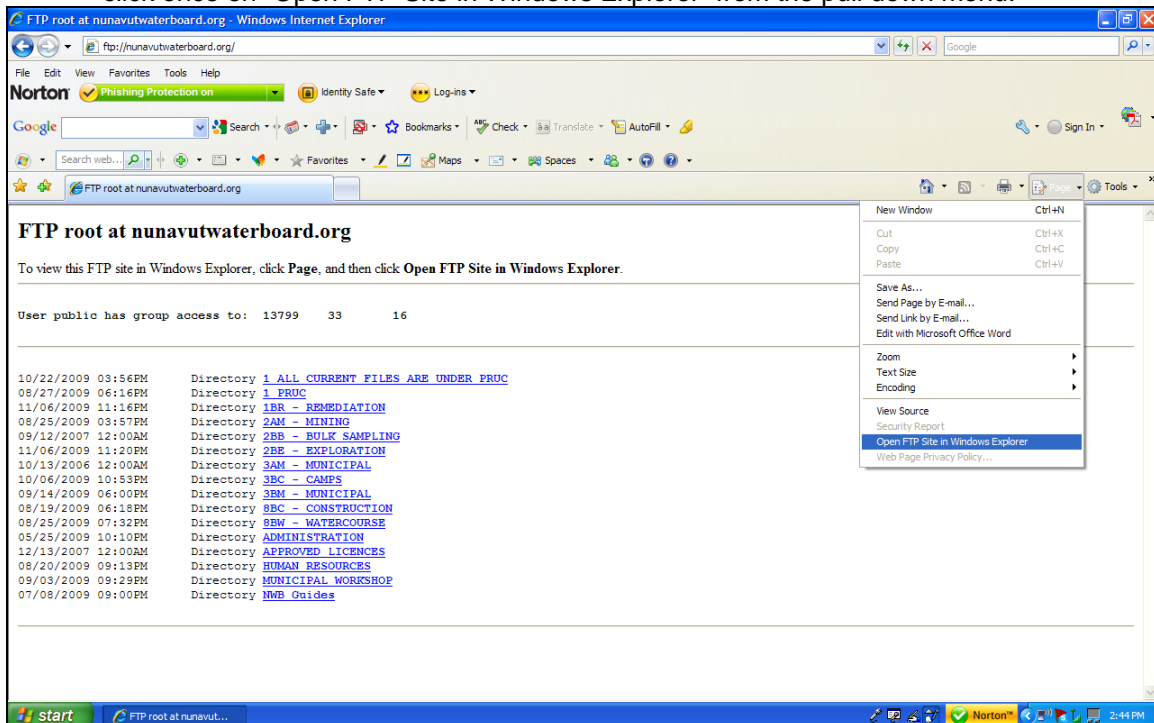 click once on "Open FTP Site in Windows Explorer" from the pull down menu.
FTP root at nunavutwaterboard.org - Windows Internet Explorer
ftp://nunavutwaterboard.org/
Google
File Edit View Favorites Tools Help
Norton Phishing Protection on Identity Safe Log-ins
Google Search Bookmarks Check Translate AutoFill Sign In
Search web... Favorites Maps Spaces
FTP root at nunavutwaterboard.org Page Tools
FTP root at nunavutwaterboard.org
To view this FTP site in Windows Explorer, click Page, and then click Open FTP Site in Windows Explorer.
User public has group access to: 13799 33 16
10/22/2009 03:56PM Directory 1 ALL CURRENT FILES ARE UNDER PRUC
08/27/2009 06:16PM Directory 1 PRUC
11/06/2009 11:16PM Directory 1BR - REMEDIATION
08/25/2009 03:57PM Directory 2AM - MINING
09/12/2007 12:00AM Directory 2BB - BULK SAMPLING
11/06/2009 11:20PM Directory 2BE - EXPLORATION
10/13/2006 12:00AM Directory 3AM - MUNICIPAL
10/06/2009 10:53PM Directory 3BC - CAMPS
09/14/2009 06:00PM Directory 3BM - MUNICIPAL
08/19/2009 06:18PM Directory 8BC - CONSTRUCTION
08/25/2009 07:32PM Directory 8BW - WATERCOURSE
05/25/2009 10:10PM Directory ADMINISTRATION
12/13/2007 12:00AM Directory APPROVED LICENCES
08/20/2009 09:13PM Directory HUMAN RESOURCES
09/03/2009 09:29PM Directory MUNICIPAL WORKSHOP
07/08/2009 09:00PM Directory NWB Guides
New Window Ctrl+N
Cut Ctrl+X
Copy Ctrl+C
Paste Ctrl+V
Save As...
Send Page by E-mail...
Send Link by E-mail...
Edit with Microsoft Office Word
Zoom
Text Size
Encoding
View Source
Security Report
Open FTP Site in Windows Explorer
Web Page Privacy Policy...
start FTP root at nunavut... Norton™ 2:44 PM